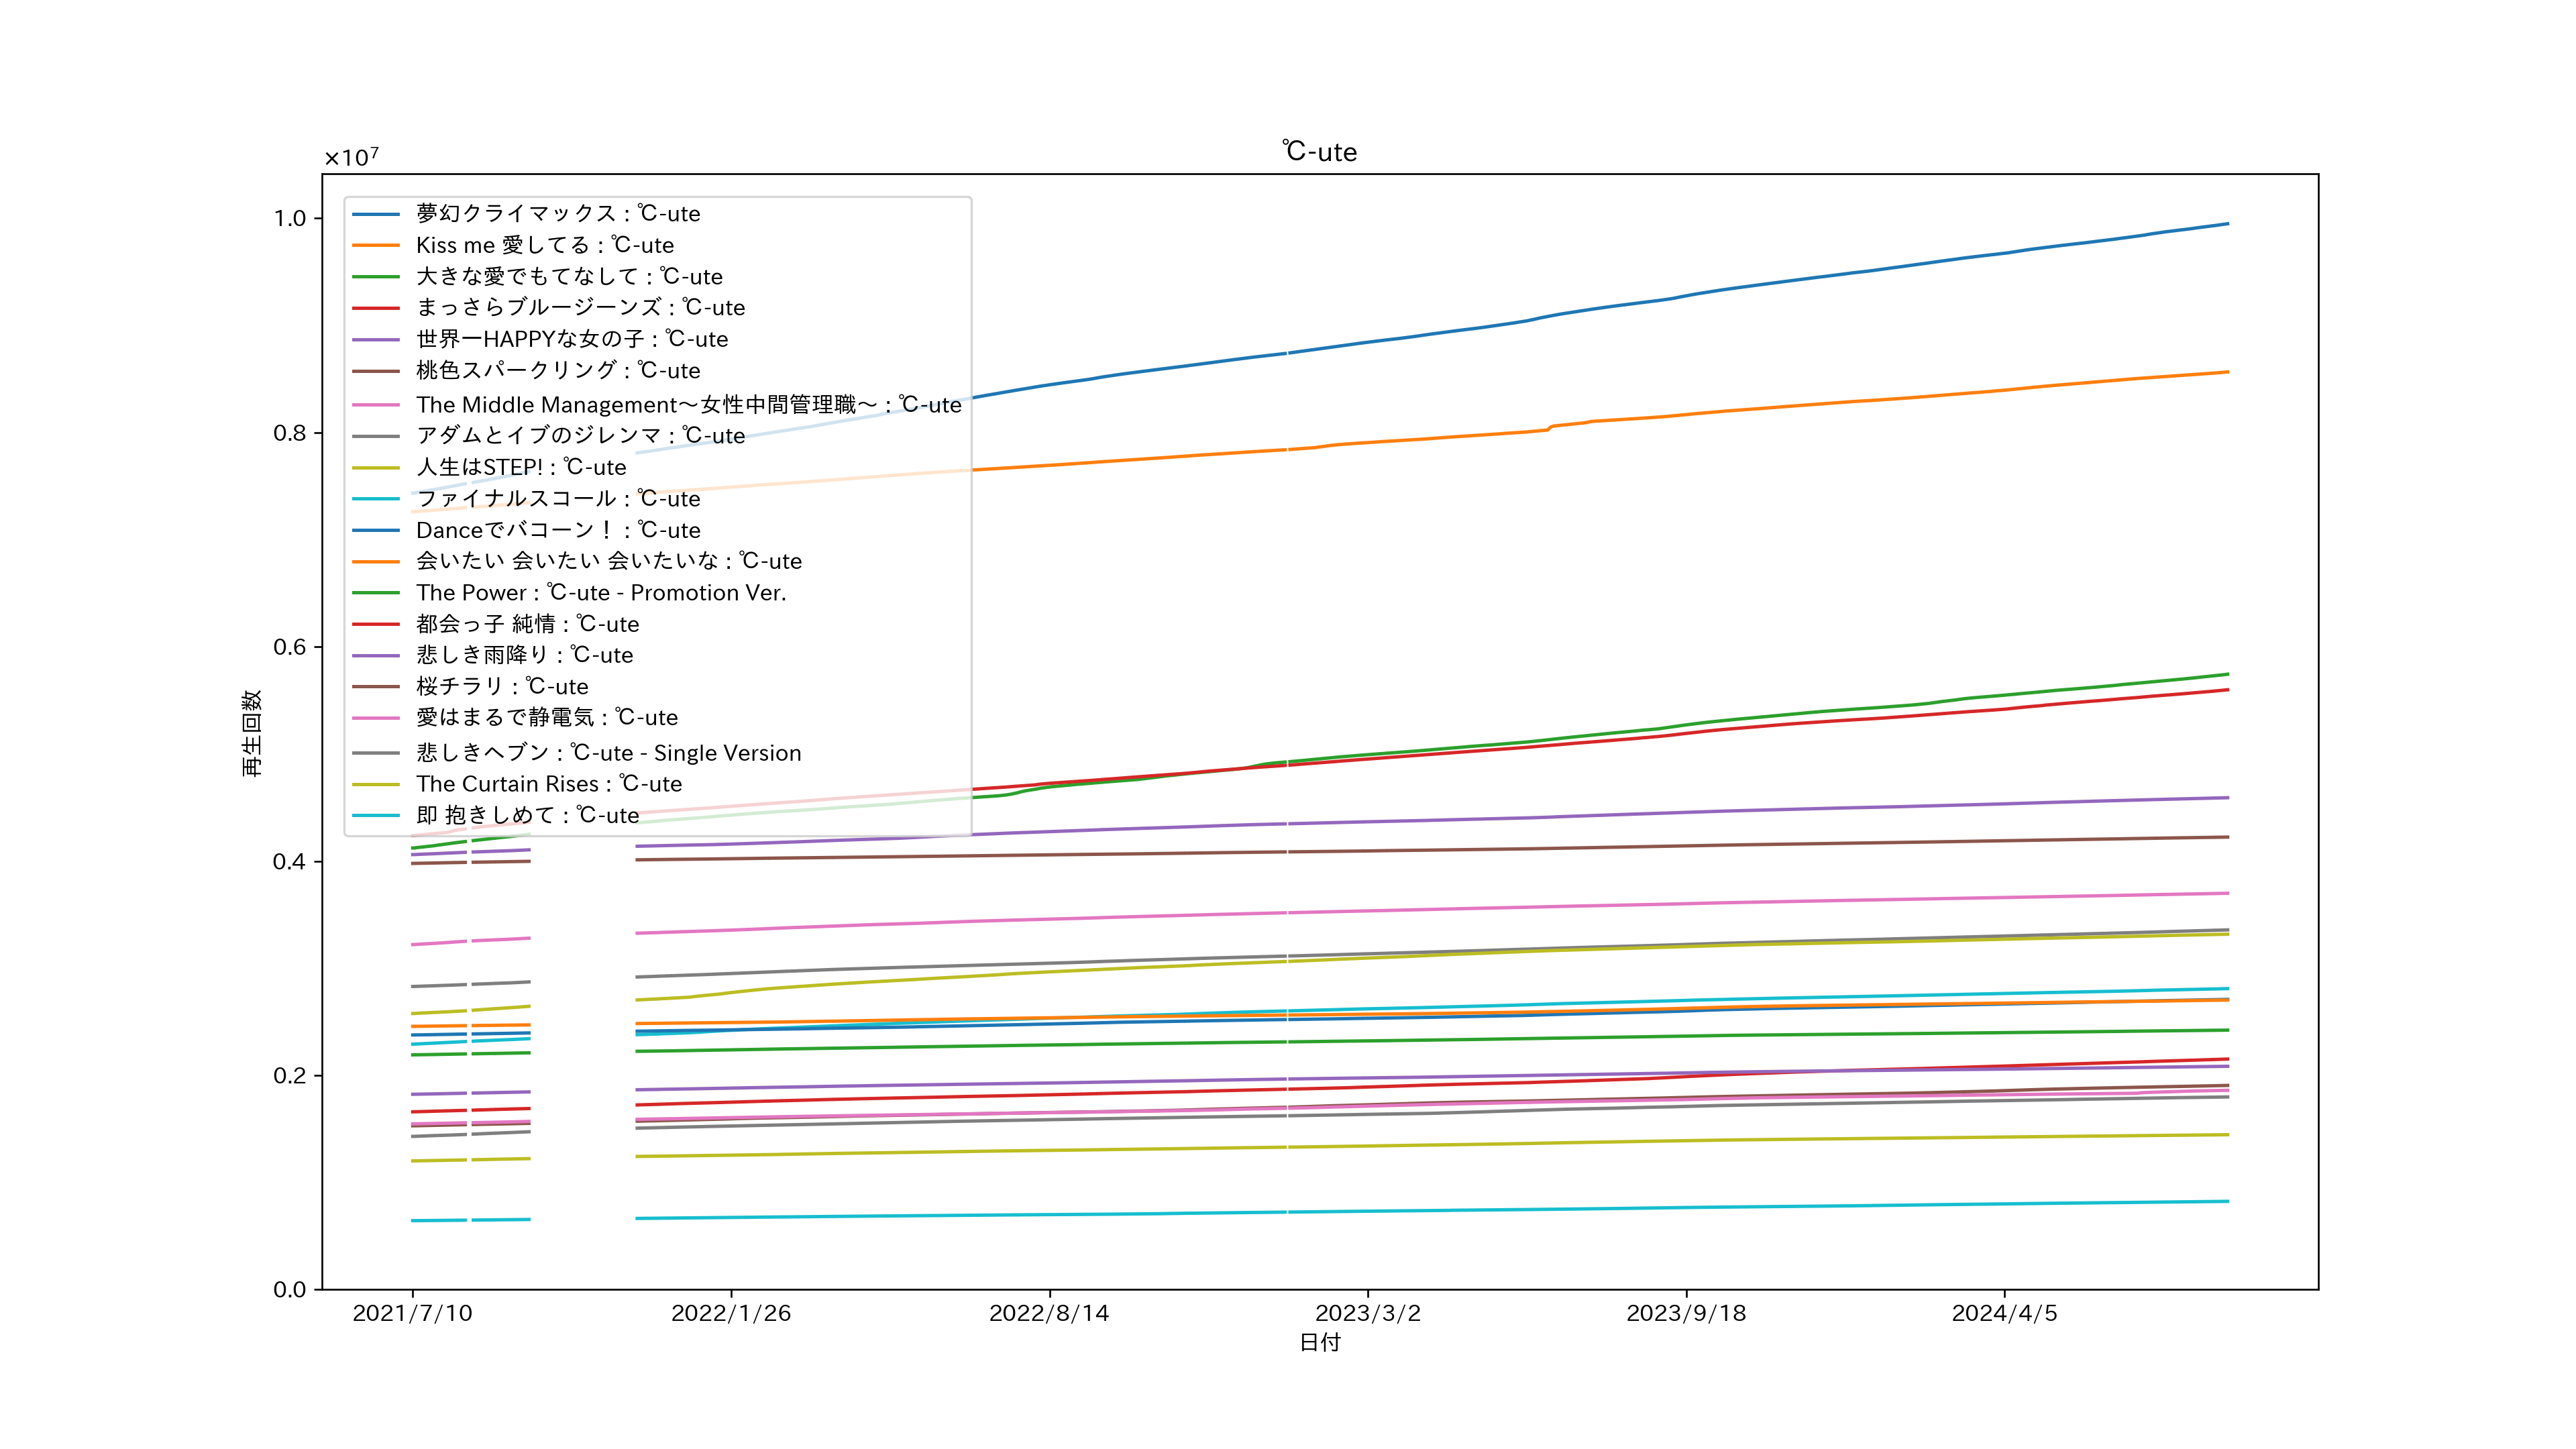 ℃-ute
×10⁷
1.0
0.8
0.6
0.4
0.2
0.0
再生回数
夢幻クライマックス : ℃-ute
Kiss me 愛してる : ℃-ute
大きな愛でもてなして : ℃-ute
まっさらブルージーンズ : ℃-ute
世界一HAPPYな女の子 : ℃-ute
桃色スパークリング : ℃-ute
The Middle Management～女性中間管理職～ : ℃-ute
アダムとイブのジレンマ : ℃-ute
人生はSTEP! : ℃-ute
ファイナルスコール : ℃-ute
Danceでバコーン！ : ℃-ute
会いたい 会いたい 会いたいな : ℃-ute
The Power : ℃-ute - Promotion Ver.
都会っ子 純情 : ℃-ute
悲しき雨降り : ℃-ute
桜チラリ : ℃-ute
愛はまるで静電気 : ℃-ute
悲しきヘブン : ℃-ute - Single Version
The Curtain Rises : ℃-ute
即 抱きしめて : ℃-ute
2021/7/10
2022/1/26
2022/8/14
2023/3/2
2023/9/18
2024/4/5
日付